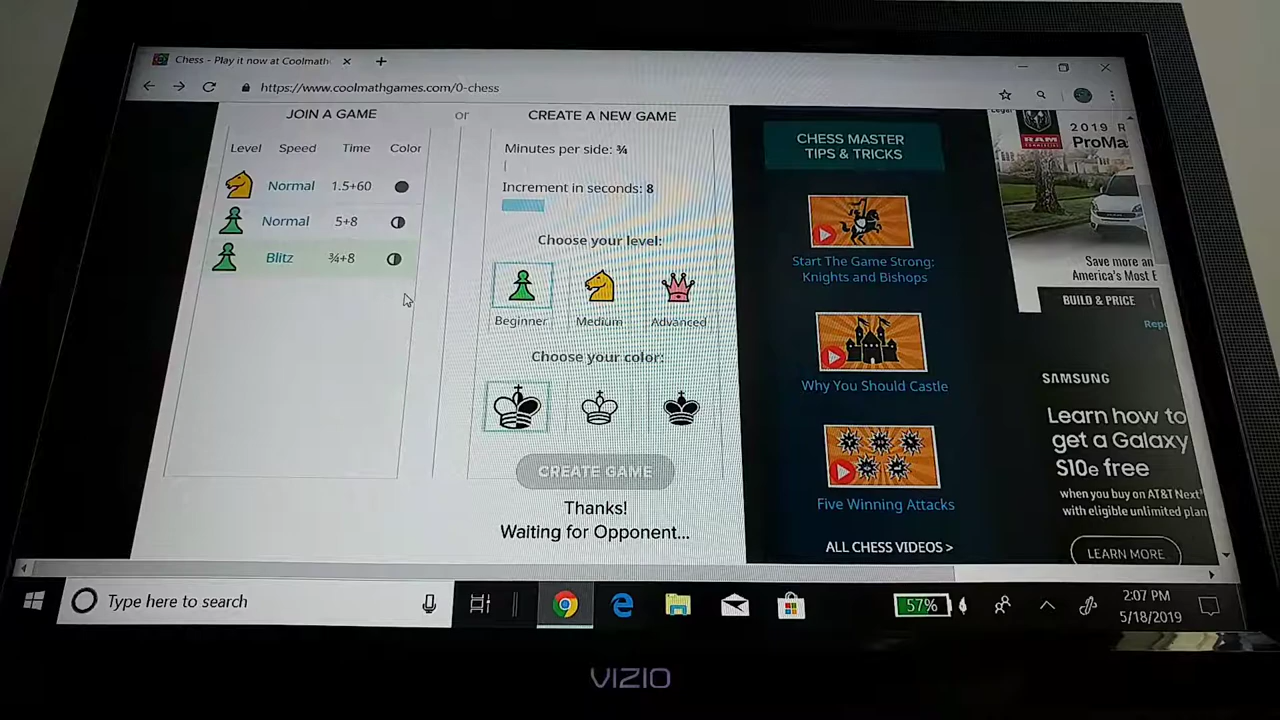 Chess - Play it now at Coolmath
https://www.coolmathgames.com/0-chess
JOIN A GAME
or
CREATE A NEW GAME
Level Speed Time Color
Normal 1.5+60
Normal 5+8
Blitz ¾+8
Minutes per side: ¾
Increment in seconds: 8
Choose your level:
Beginner Medium Advanced
Choose your color:
CREATE GAME
Thanks!
Waiting for Opponent...
CHESS MASTER
TIPS & TRICKS
Start The Game Strong:
Knights and Bishops
Why You Should Castle
Five Winning Attacks
ALL CHESS VIDEOS >
RAM
2019 R
ProMa
Save more an
America's Most E
BUILD & PRICE
SAMSUNG
Learn how to
get a Galaxy
S10e free
when you buy on AT&T Next
with eligible unlimited plan
LEARN MORE
Type here to search
57%
2:07 PM
5/18/2019
VIZIO